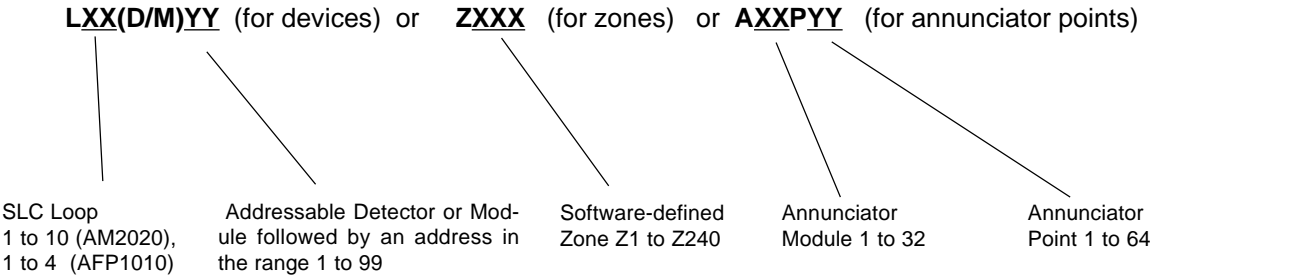 LXX(D/M)YY (for devices) or ZXXX (for zones) or AXXPYY (for annunciator points)
SLC Loop
1 to 10 (AM2020),
1 to 4 (AFP1010)
Addressable Detector or Mod-
ule followed by an address in
the range 1 to 99
Software-defined
Zone Z1 to Z240
Annunciator
Module 1 to 32
Annunciator
Point 1 to 64